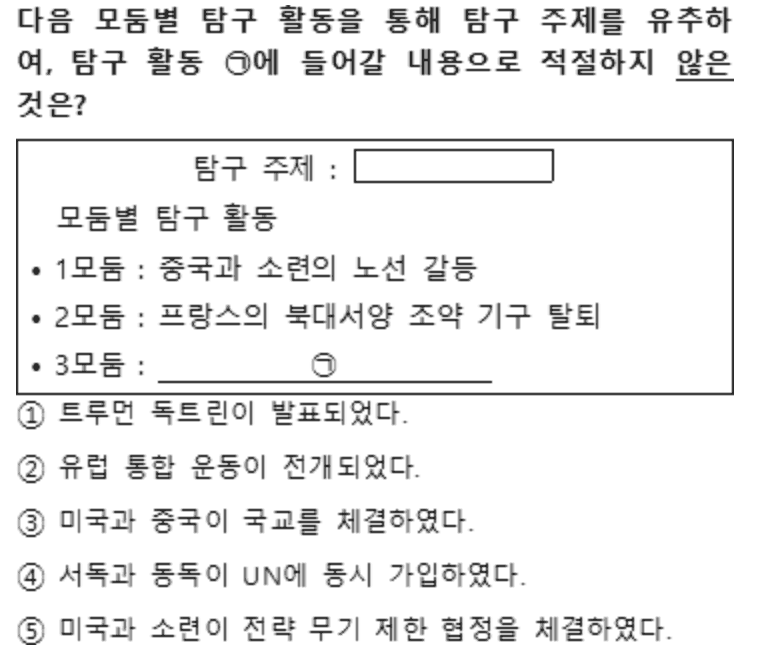 다음 모둠별 탐구 활동을 통해 탐구 주제를 유추하
여, 탐구 활동 ㉠에 들어갈 내용으로 적절하지 않은
것은?
탐구 주제 :
모둠별 탐구 활동
• 1모둠 : 중국과 소련의 노선 갈등
• 2모둠 : 프랑스의 북대서양 조약 기구 탈퇴
• 3모둠 : ㉠
① 트루먼 독트린이 발표되었다.
② 유럽 통합 운동이 전개되었다.
③ 미국과 중국이 국교를 체결하였다.
④ 서독과 동독이 UN에 동시 가입하였다.
⑤ 미국과 소련이 전략 무기 제한 협정을 체결하였다.